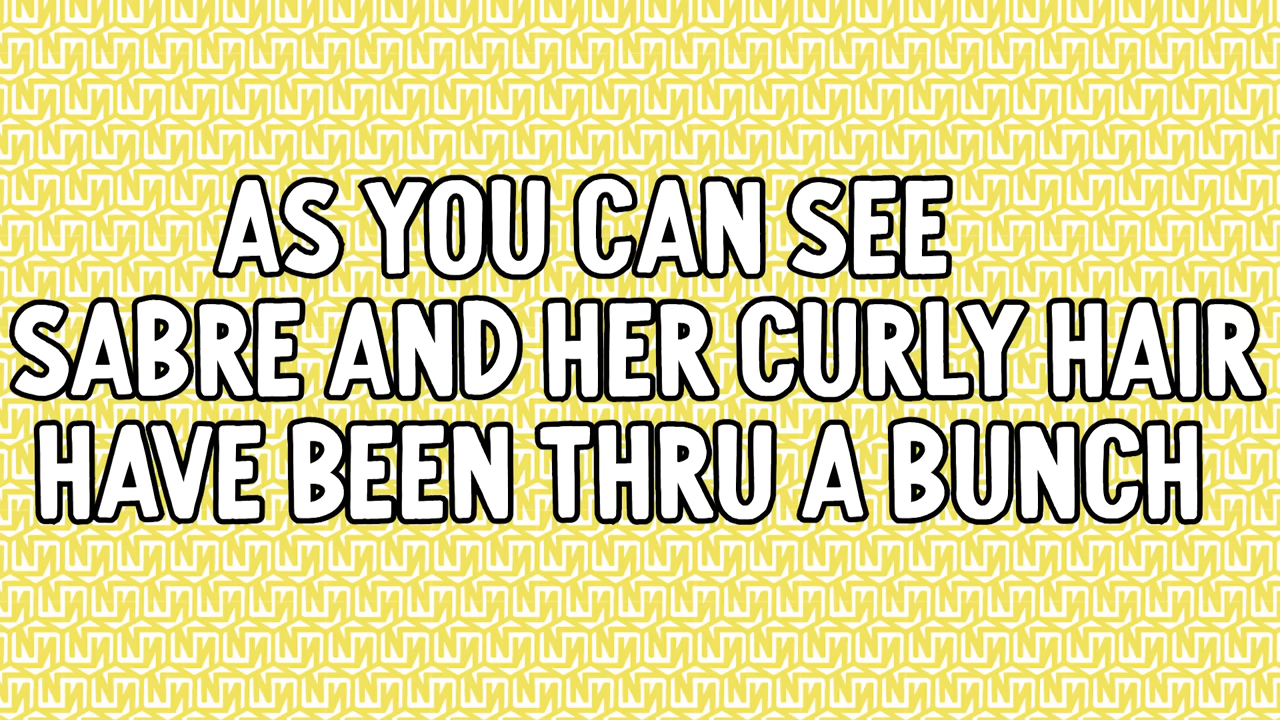 AS YOU CAN SEE
SABRE AND HER CURLY HAIR
HAVE BEEN THRU A BUNCH